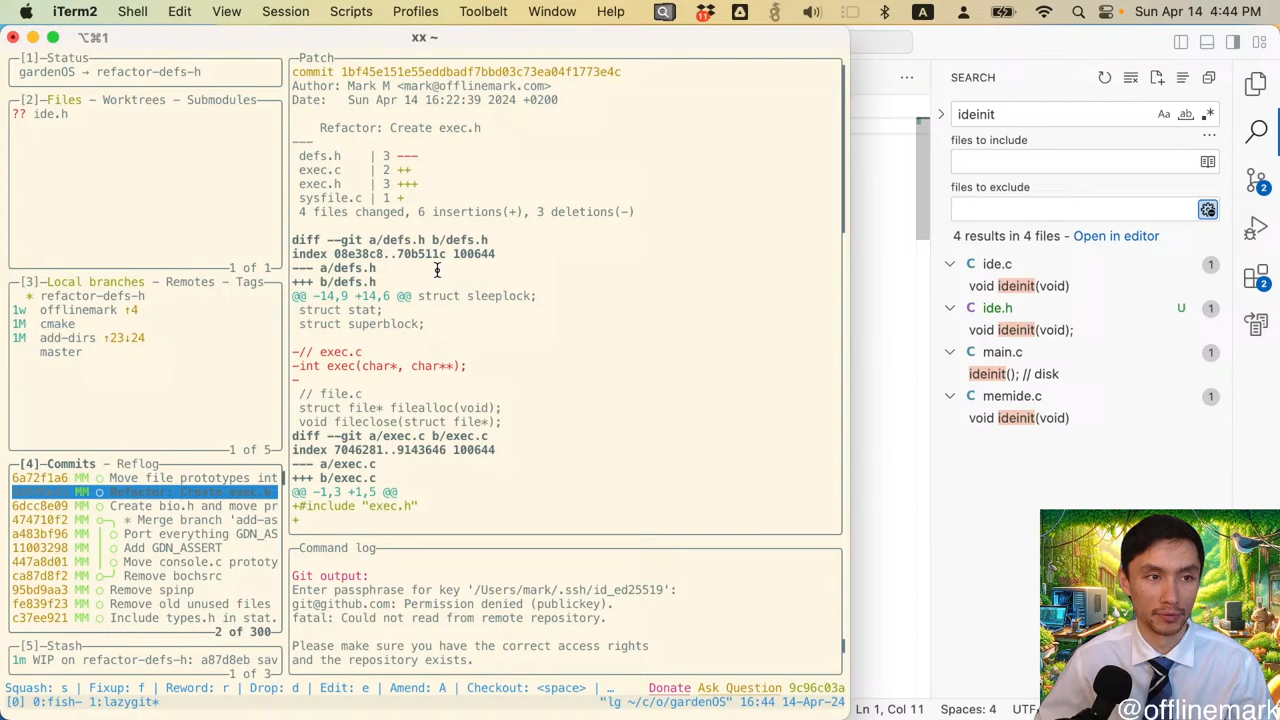 iTerm2 Shell Edit View Session Scripts Profiles Toolbelt Window Help
11
A
Sun Apr 14 4:44 PM
⌥⌘1
xx ~
[1]—Status
gardenOS → refactor-defs-h
[2]—Files — Worktrees — Submodules
?? ide.h
1 of 1
[3]—Local branches — Remotes — Tags
* refactor-defs-h
1w offlinemark ↑4
1M cmake
1M add-dirs ↑23↓24
master
1 of 5
[4]—Commits — Reflog
6a72f1a6 MM ○ Move file prototypes int
MM ○ Refactor: Create exec.h
6dcc8e09 MM ○ Create bio.h and move pr
474710f2 MM ○ * Merge branch 'add-as
a483bf96 MM │ ○ Port everything GDN_AS
11003298 MM │ ○ Add GDN_ASSERT
447a8d01 MM │ ○ Move console.c prototy
ca87d8f2 MM ○ Remove bochsrc
95bd9aa3 MM ○ Remove spinp
fe839f23 MM ○ Remove old unused files
c37ee921 MM ○ Include types.h in stat.
2 of 300
[5]—Stash
1m WIP on refactor-defs-h: a87d8eb sav
1 of 3
Patch
commit 1bf45e151e55eddbadf7bbd03c73ea04f1773e4c
Author: Mark M <mark@offlinemark.com>
Date: Sun Apr 14 16:22:39 2024 +0200
Refactor: Create exec.h
---
defs.h | 3 ---
exec.c | 2 ++
exec.h | 3 +++
sysfile.c | 1 +
4 files changed, 6 insertions(+), 3 deletions(-)
diff --git a/defs.h b/defs.h
index 08e38c8..70b511c 100644
--- a/defs.h
+++ b/defs.h
@@ -14,9 +14,6 @@ struct sleeplock;
struct stat;
struct superblock;
-// exec.c
-int exec(char*, char**);
-
// file.c
struct file* filealloc(void);
void fileclose(struct file*);
diff --git a/exec.c b/exec.c
index 7046281..9143646 100644
--- a/exec.c
+++ b/exec.c
@@ -1,3 +1,5 @@
+#include "exec.h"
+
Command log
Git output:
Enter passphrase for key '/Users/mark/.ssh/id_ed25519':
git@github.com: Permission denied (publickey).
fatal: Could not read from remote repository.
Please make sure you have the correct access rights
and the repository exists.
Squash: s | Fixup: f | Reword: r | Drop: d | Edit: e | Amend: A | Checkout: <space> | … Donate Ask Question 9c96c03a
[0] 0:fish- 1:lazygit* "lg ~/c/o/gardenOS" 16:44 14-Apr-24
SEARCH
ideinit
Aa ab .*
files to include
files to exclude
4 results in 4 files - Open in editor
C ide.c 1
void ideinit(void)
C ide.h U 1
void ideinit(void);
C main.c 1
ideinit(); // disk
C memide.c 1
void ideinit(void)
2
2
Ln 1, Col 11
@offlinemark